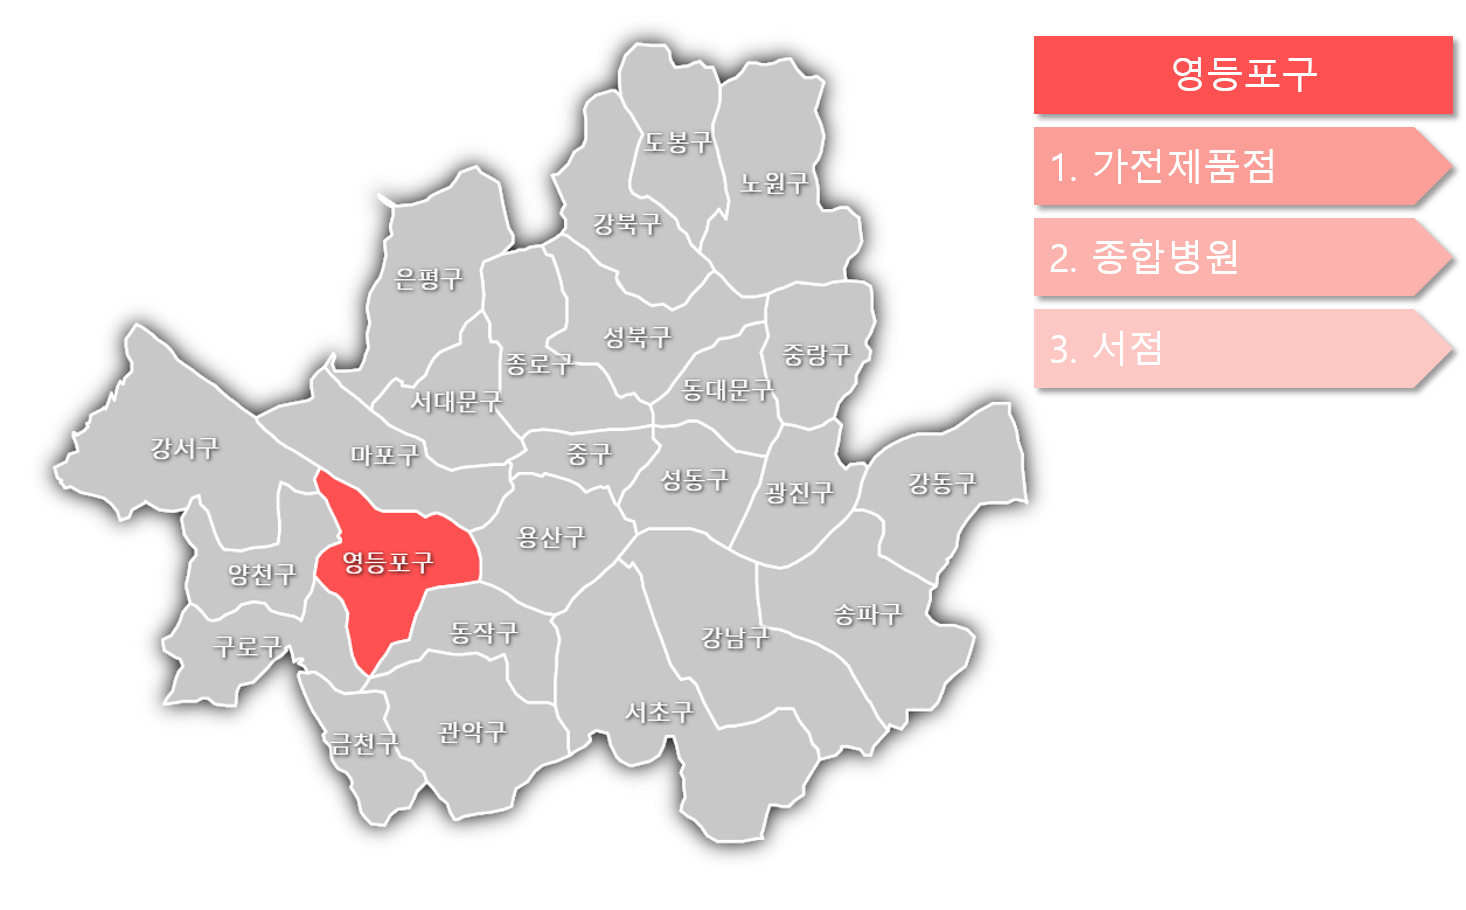 영등포구
1. 가전제품점
2. 종합병원
3. 서점
도봉구
노원구
강북구
은평구
성북구
중랑구
종로구
동대문구
서대문구
강서구
마포구
중구
성동구
강동구
광진구
용산구
영등포구
양천구
송파구
동작구
강남구
구로구
서초구
관악구
금천구